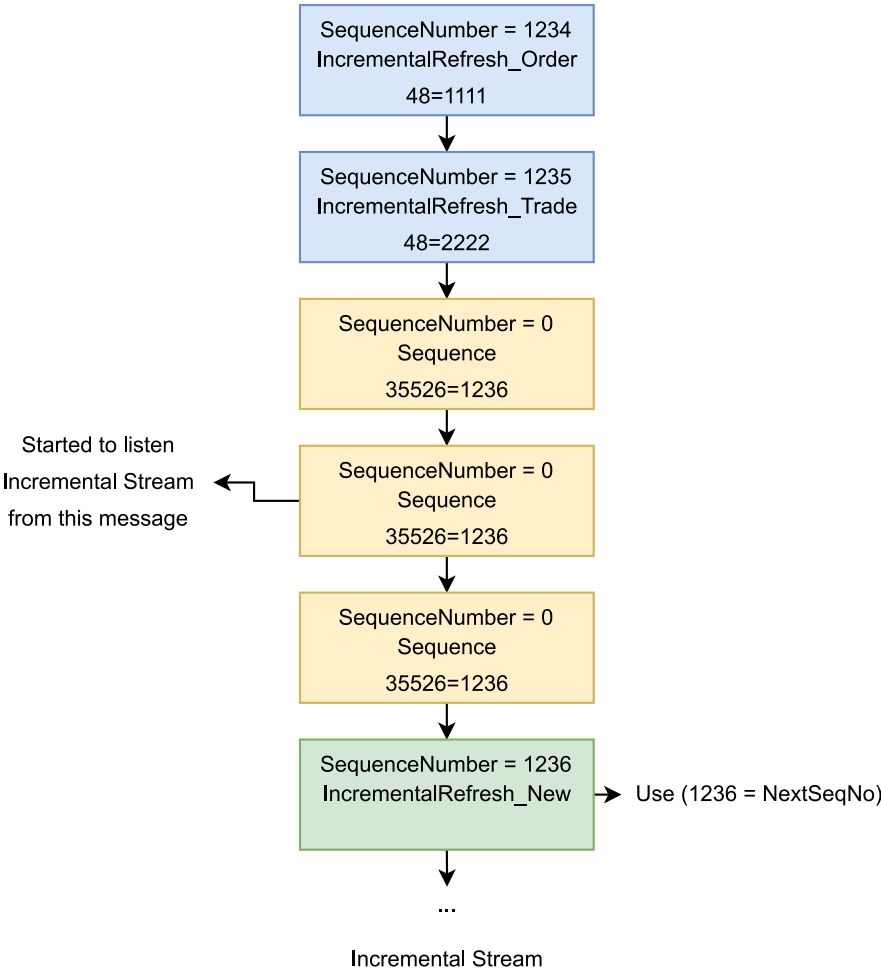 SequenceNumber = 1234
IncrementalRefresh_Order
48=1111
SequenceNumber = 1235
IncrementalRefresh_Trade
48=2222
SequenceNumber = 0
Sequence
35526=1236
Started to listen
Incremental Stream
from this message
SequenceNumber = 0
Sequence
35526=1236
SequenceNumber = 0
Sequence
35526=1236
SequenceNumber = 1236
IncrementalRefresh_New
Use (1236 = NextSeqNo)
...
Incremental Stream